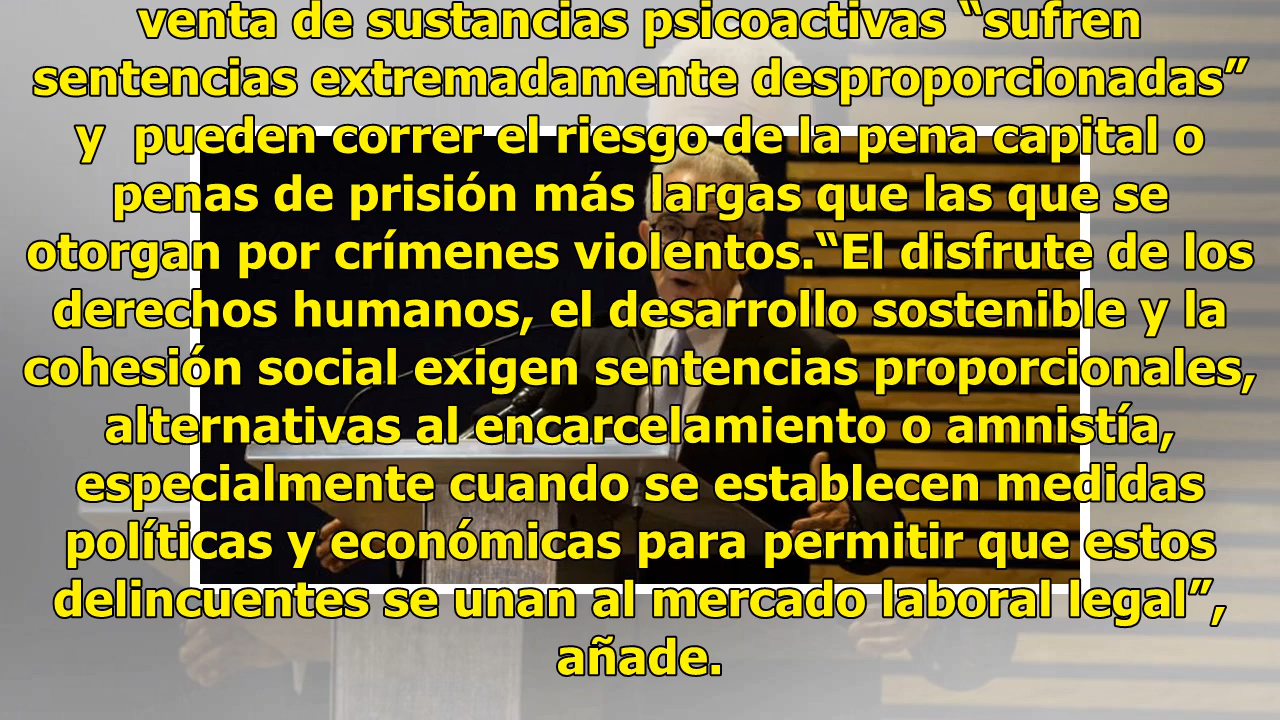 venta de sustancias psicoactivas “sufren
sentencias extremadamente desproporcionadas”
y  pueden correr el riesgo de la pena capital o
penas de prisión más largas que las que se
otorgan por crímenes violentos.“El disfrute de los
derechos humanos, el desarrollo sostenible y la
cohesión social exigen sentencias proporcionales,
alternativas al encarcelamiento o amnistía,
especialmente cuando se establecen medidas
políticas y económicas para permitir que estos
delincuentes se unan al mercado laboral legal”,
añade.